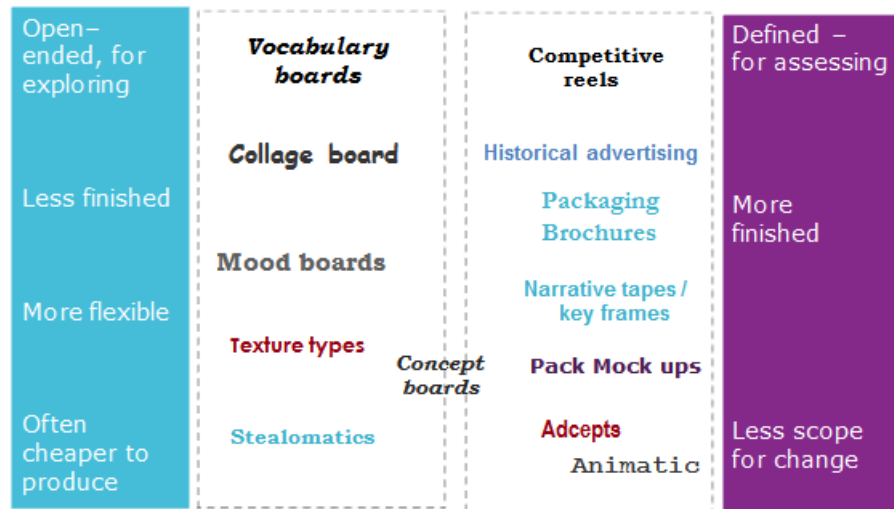 Open–
ended, for
exploring
Less finished
More flexible
Often
cheaper to
produce
Vocabulary
boards
Collage board
Mood boards
Texture types
Stealomatics
Concept
boards
Competitive
reels
Historical advertising
Packaging
Brochures
Narrative tapes /
key frames
Pack Mock ups
Adcepts
Animatic
Defined –
for assessing
More
finished
Less scope
for change